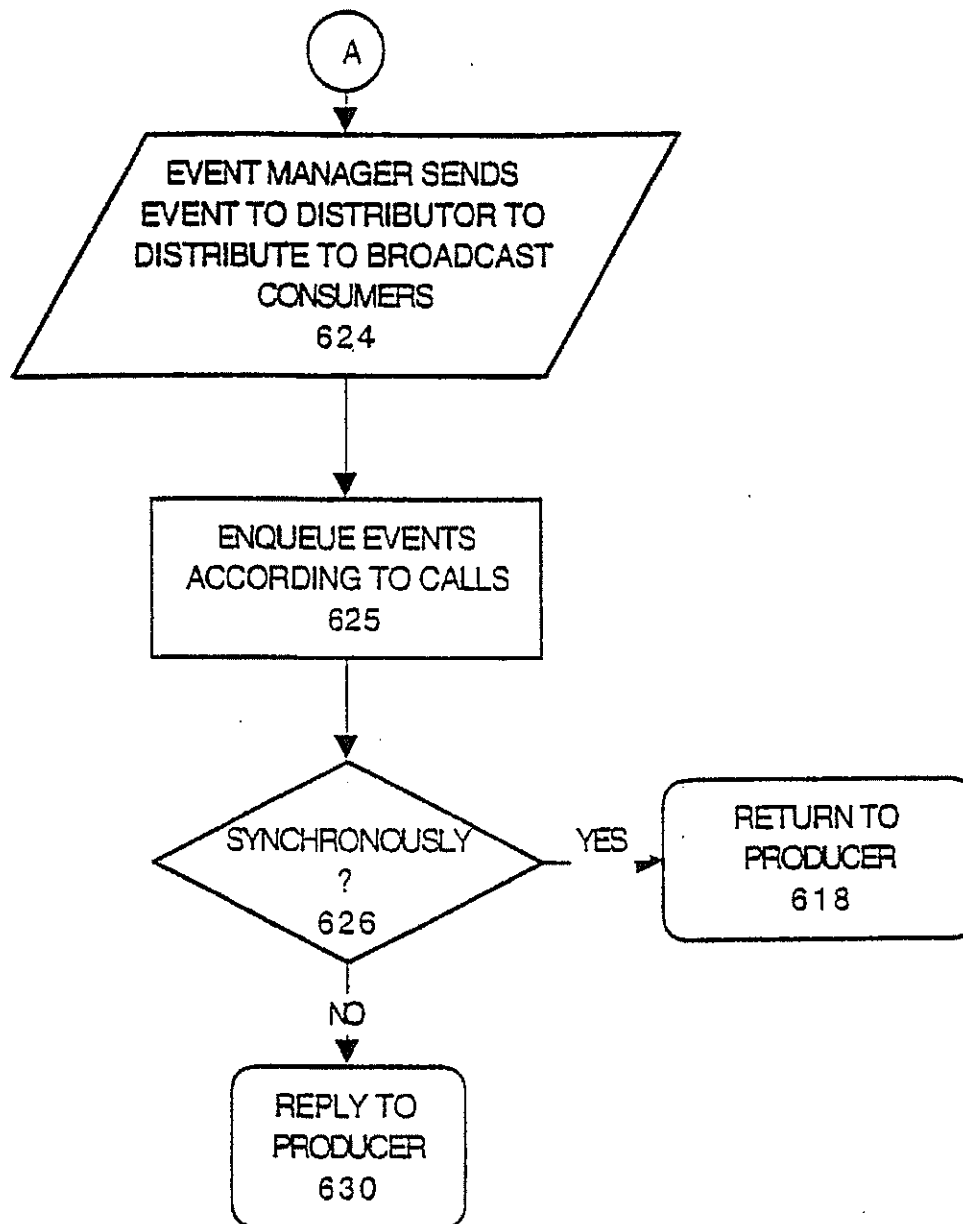 A
EVENT MANAGER SENDS
EVENT TO DISTRIBUTOR TO
DISTRIBUTE TO BROADCAST
CONSUMERS
624
ENQUEUE EVENTS
ACCORDING TO CALLS
625
SYNCHRONOUSLY
?
626
YES
RETURN TO
PRODUCER
618
NO
REPLY TO
PRODUCER
630